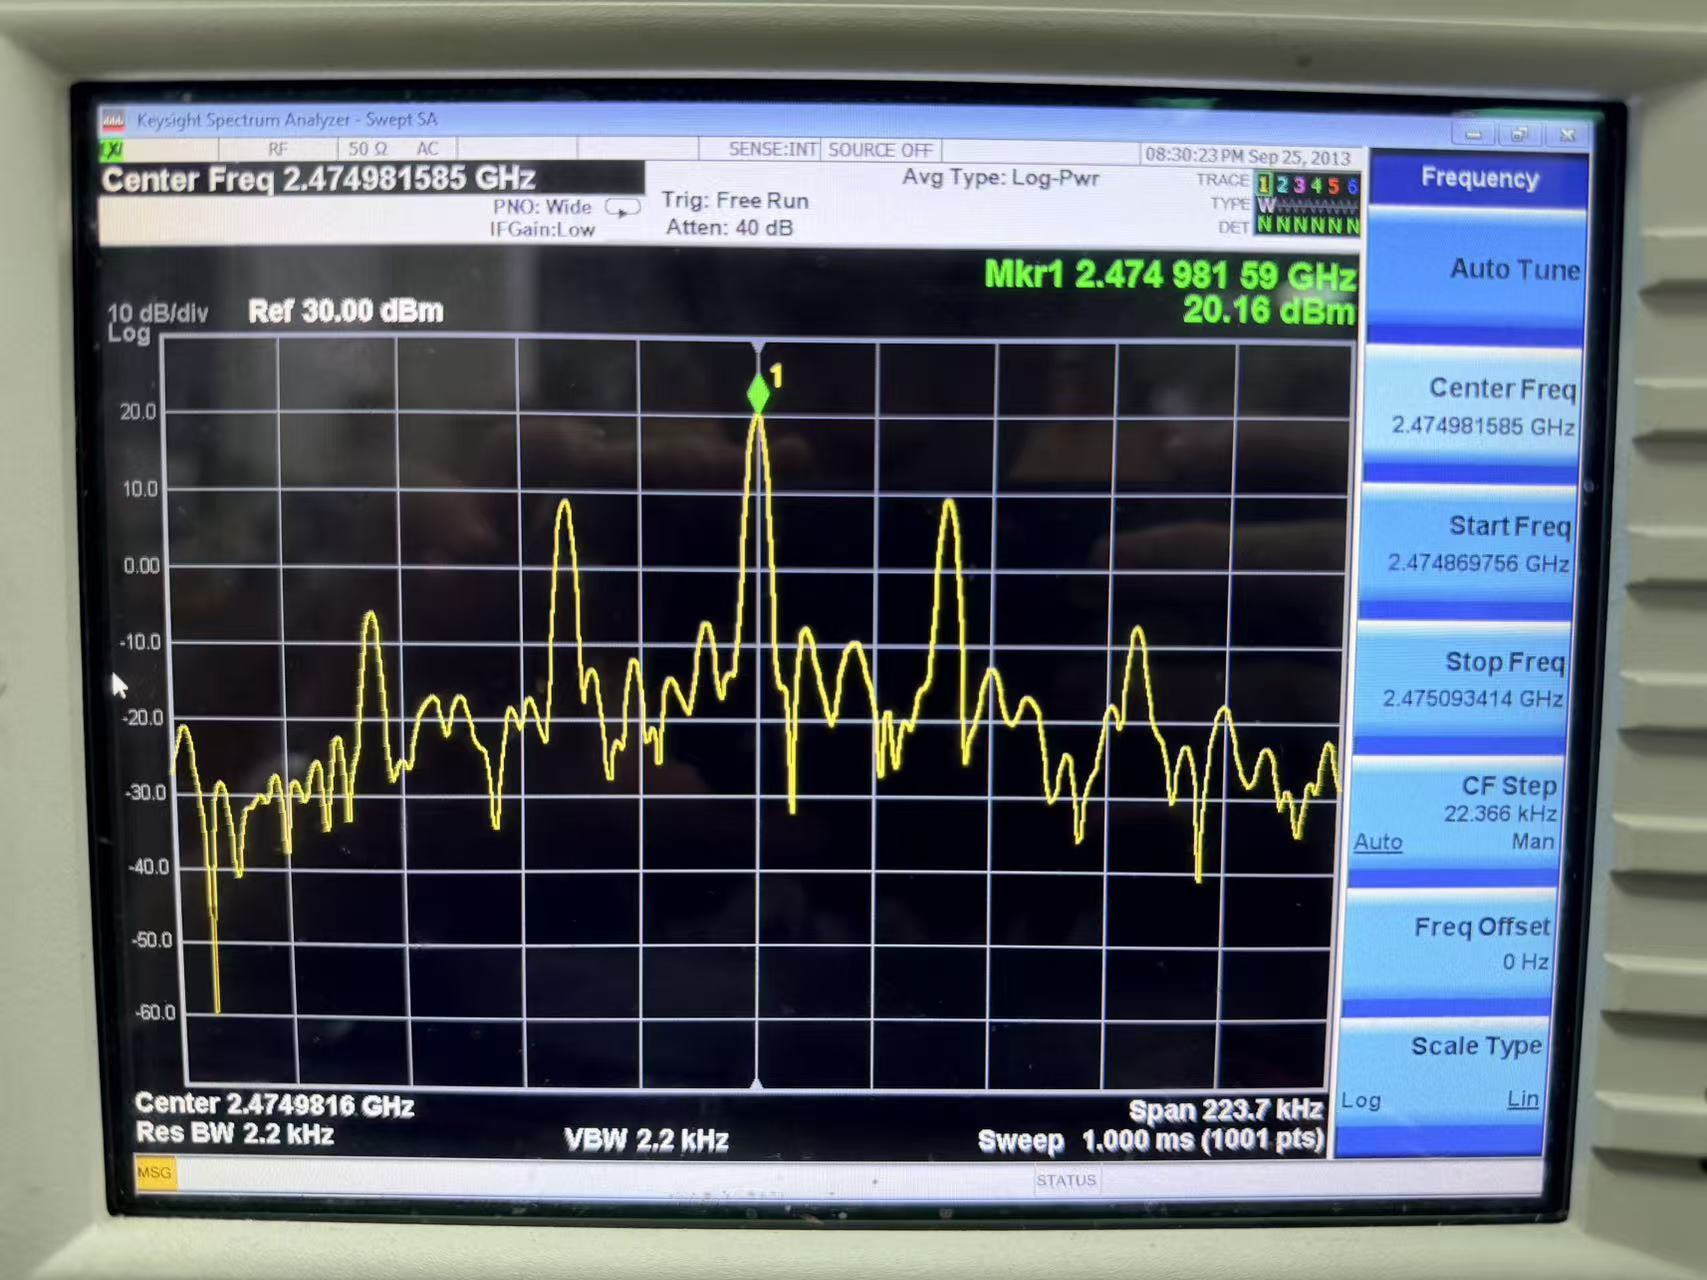 Keysight Spectrum Analyzer - Swept SA
LXI RF 50 Ω AC SENSE:INT SOURCE OFF 08:30:23 PM Sep 25, 2013
Center Freq 2.474981585 GHz
PNO: Wide
IFGain:Low
Trig: Free Run
Atten: 40 dB
Avg Type: Log-Pwr
TRACE 1 2 3 4 5 6
TYPE W
DET N N N N N N
Mkr1 2.474 981 59 GHz
20.16 dBm
10 dB/div
Log
Ref 30.00 dBm
1
20.0
10.0
0.00
-10.0
-20.0
-30.0
-40.0
-50.0
-60.0
Center 2.4749816 GHz
Res BW 2.2 kHz
VBW 2.2 kHz
Span 223.7 kHz
Sweep 1.000 ms (1001 pts)
MSG
STATUS
Frequency
Auto Tune
Center Freq
2.474981585 GHz
Start Freq
2.474869756 GHz
Stop Freq
2.475093414 GHz
CF Step
22.366 kHz
Auto Man
Freq Offset
0 Hz
Scale Type
Log Lin